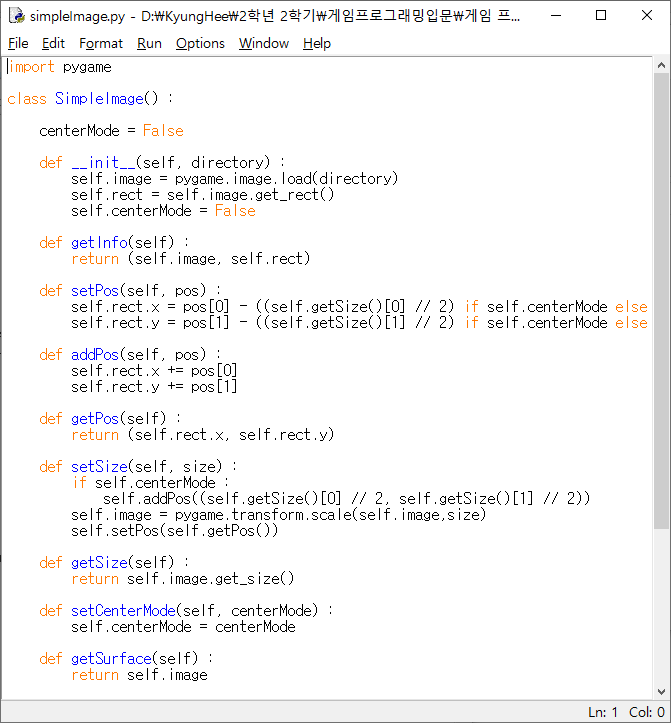 simpleImage.py - D:₩KyungHee₩2학년 2학기₩게임프로그래밍입문₩게임 프...
File Edit Format Run Options Window Help
import pygame
class SimpleImage() :
    centerMode = False
    def __init__(self, directory) :
        self.image = pygame.image.load(directory)
        self.rect = self.image.get_rect()
        self.centerMode = False
    def getInfo(self) :
        return (self.image, self.rect)
    def setPos(self, pos) :
        self.rect.x = pos[0] - ((self.getSize()[0] // 2) if self.centerMode else
        self.rect.y = pos[1] - ((self.getSize()[1] // 2) if self.centerMode else
    def addPos(self, pos) :
        self.rect.x += pos[0]
        self.rect.y += pos[1]
    def getPos(self) :
        return (self.rect.x, self.rect.y)
    def setSize(self, size) :
        if self.centerMode :
            self.addPos((self.getSize()[0] // 2, self.getSize()[1] // 2))
        self.image = pygame.transform.scale(self.image,size)
        self.setPos(self.getPos())
    def getSize(self) :
        return self.image.get_size()
    def setCenterMode(self, centerMode) :
        self.centerMode = centerMode
    def getSurface(self) :
        return self.image
Ln: 1 Col: 0